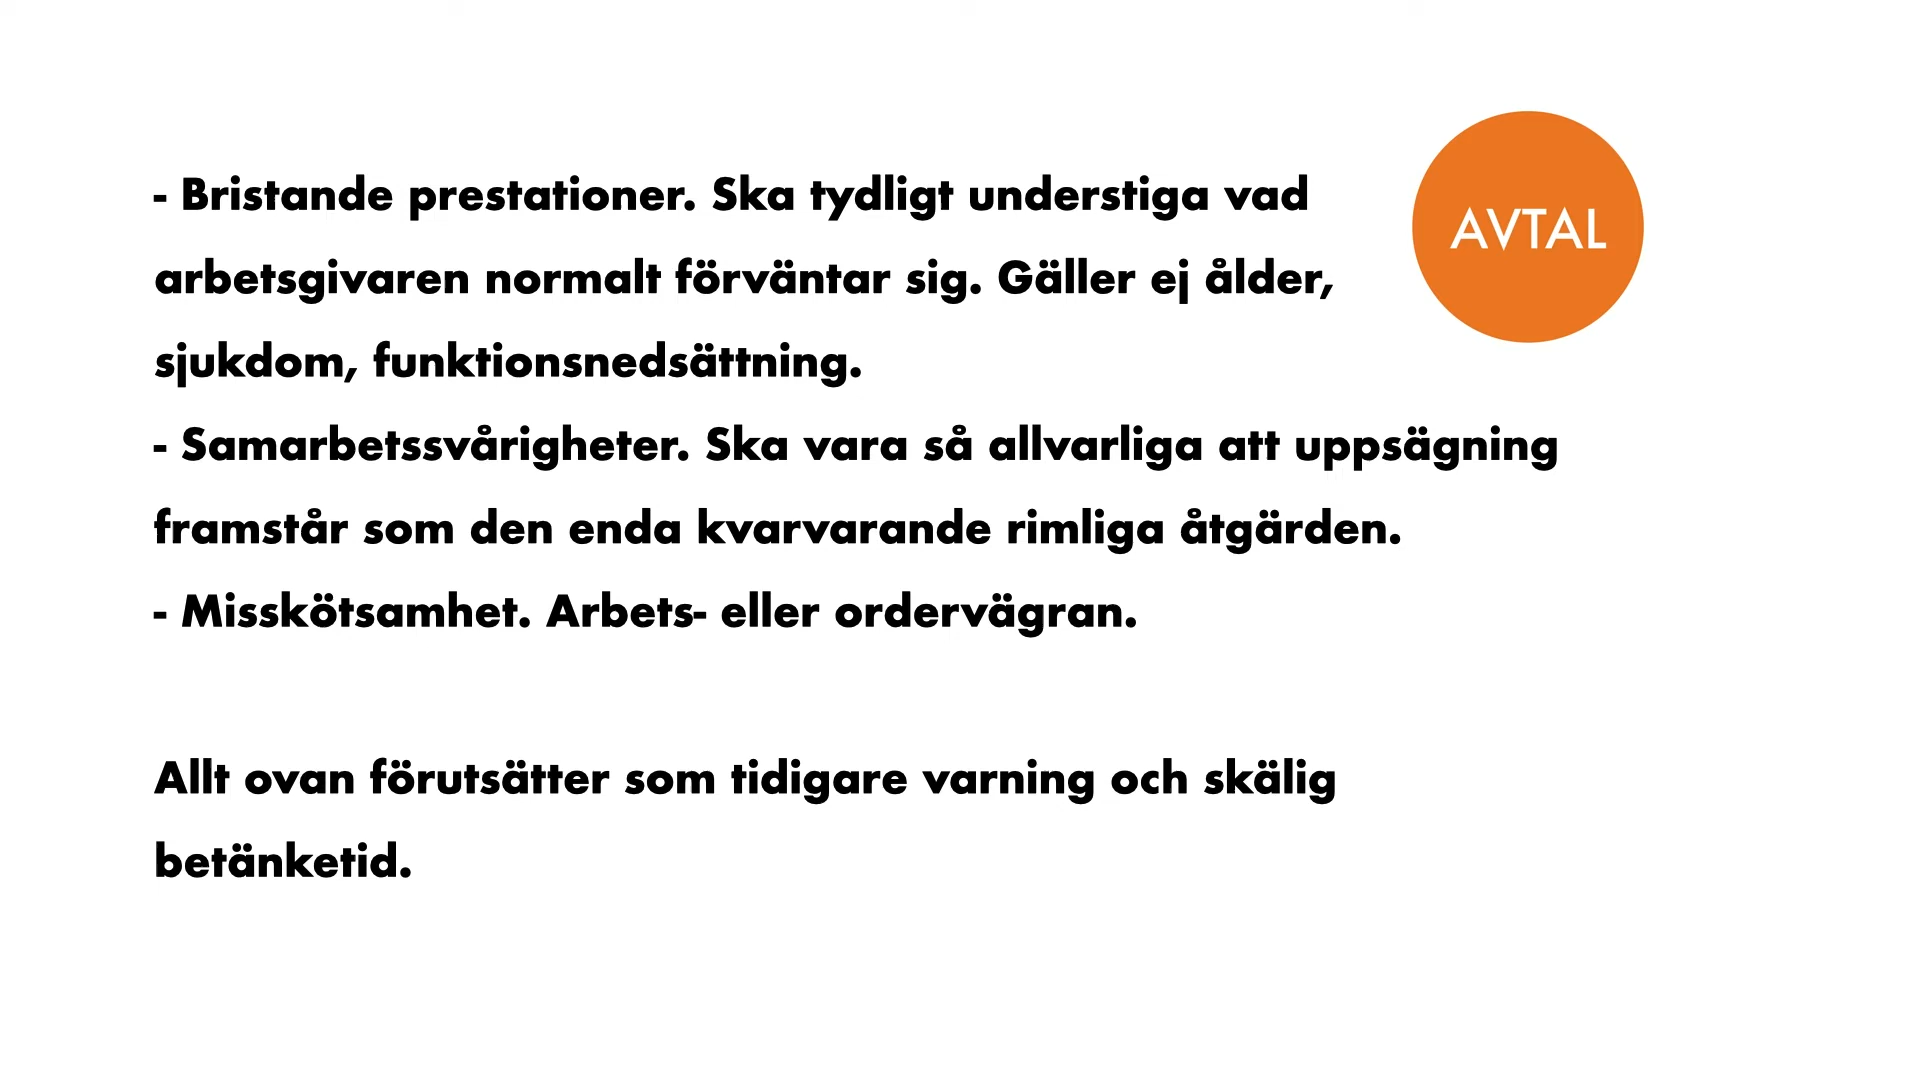 - Bristande prestationer. Ska tydligt understiga vad
arbetsgivaren normalt förväntar sig. Gäller ej ålder,
sjukdom, funktionsnedsättning.
- Samarbetssvårigheter. Ska vara så allvarliga att uppsägning
framstår som den enda kvarvarande rimliga åtgärden.
- Misskötsamhet. Arbets- eller ordervägran.
Allt ovan förutsätter som tidigare varning och skälig
betänketid.
AVTAL